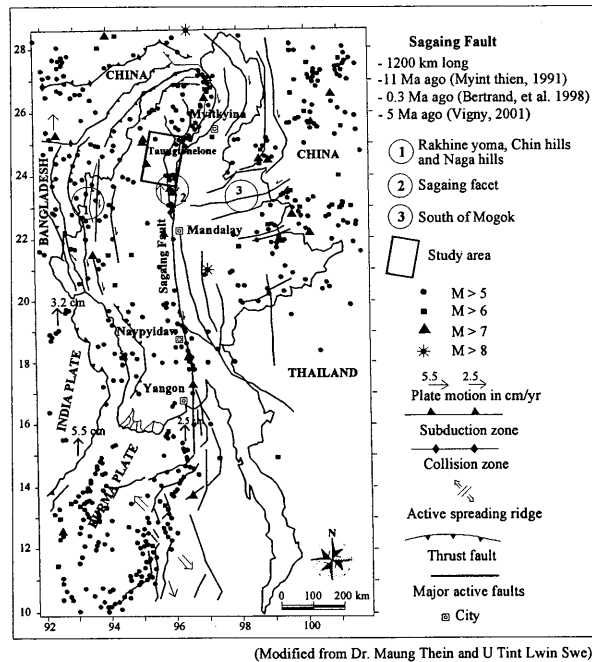 28
26
24
22
20
18
16
14
12
10
92
94
96
98
100
CHINA
Myitkyina
Taungthonelone
CHINA
BANGLADESH
1
2
3
Mandalay
Sagaing Fault
3.2 cm
Naypyidaw
THAILAND
INDIA PLATE
Yangon
5.5 cm
BURMA PLATE
N
0 100 200 km
Sagaing Fault
- 1200 km long
-11 Ma ago (Myint thien, 1991)
- 0.3 Ma ago (Bertrand, et al. 1998)
- 5 Ma ago (Vigny, 2001)
1 Rakhine yoma, Chin hills
and Naga hills
2 Sagaing facet
3 South of Mogok
Study area
M > 5
M > 6
M > 7
M > 8
5.5 2.5
Plate motion in cm/yr
Subduction zone
Collision zone
Active spreading ridge
Thrust fault
Major active faults
City
(Modified from Dr. Maung Thein and U Tint Lwin Swe)